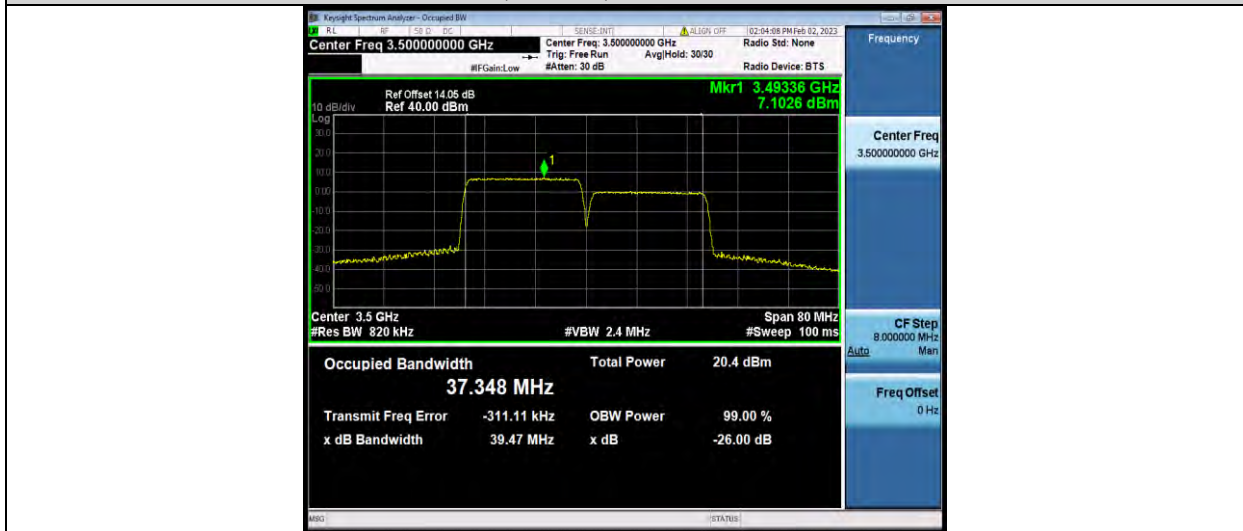 Keysight Spectrum Analyzer - Occupied BW
RL RF 50 Ω DC SENSE:INT ALIGN OFF 02:04:08 PM Feb 02, 2023
Center Freq 3.500000000 GHz
Center Freq: 3.500000000 GHz
Radio Std: None
Trig: Free Run Avg|Hold: 30/30
#IFGain:Low #Atten: 30 dB Radio Device: BTS
Frequency
Mkr1 3.49336 GHz
7.1026 dBm
Ref Offset 14.05 dB
10 dB/div Ref 40.00 dBm
Log
30.0
20.0
10.0
0.00
-10.0
-20.0
-30.0
-40.0
-50.0
1
Center 3.5 GHz Span 80 MHz
#Res BW 820 kHz #VBW 2.4 MHz #Sweep 100 ms
Occupied Bandwidth Total Power 20.4 dBm
37.348 MHz
Transmit Freq Error -311.11 kHz OBW Power 99.00 %
x dB Bandwidth 39.47 MHz x dB -26.00 dB
Center Freq
3.500000000 GHz
CF Step
8.000000 MHz
Auto Man
Freq Offset
0 Hz
MSG STATUS